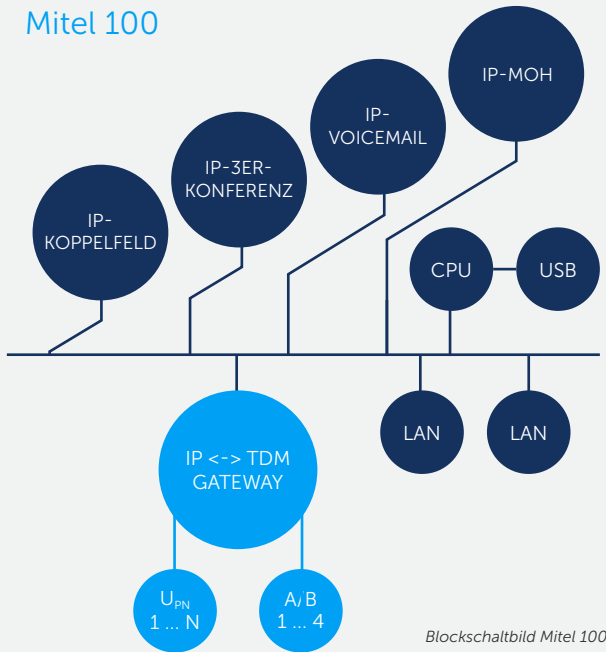 Mitel 100
IP-MOH
IP-
VOICEMAIL
IP-3ER-
KONFERENZ
IP-
KOPPELFELD
CPU
USB
IP <-> TDM
GATEWAY
LAN
LAN
UPN
1 ... N
A/B
1 ... 4
Blockschaltbild Mitel 100